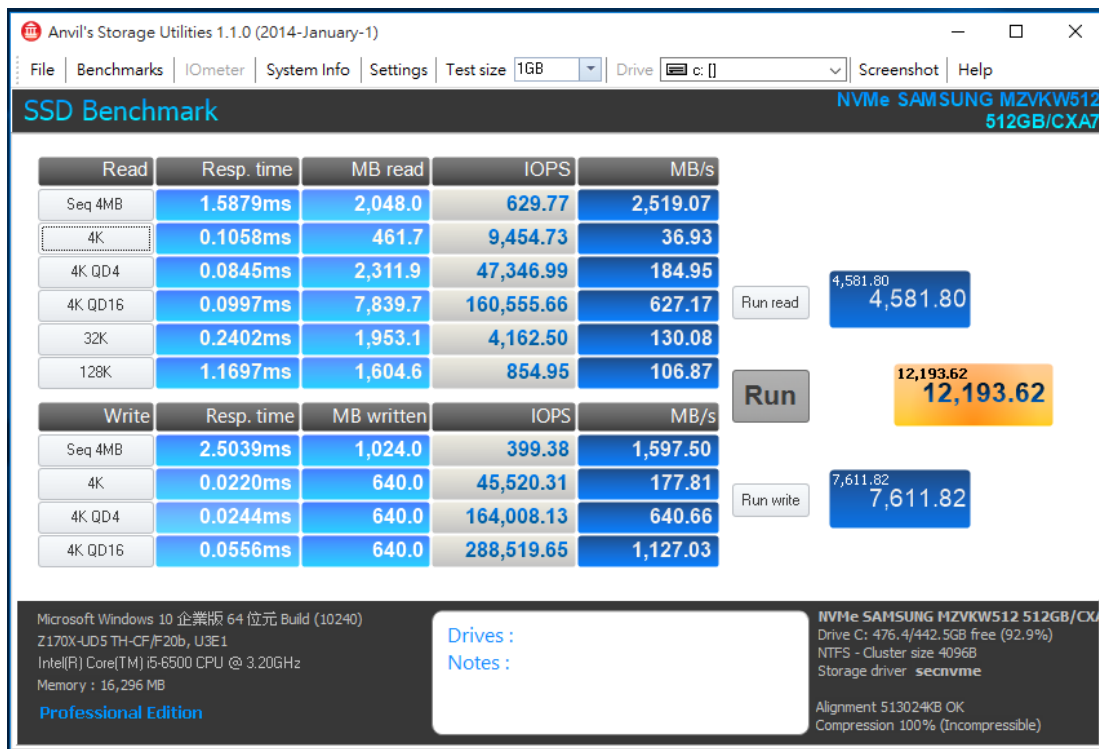 Anvil's Storage Utilities 1.1.0 (2014-January-1)
File Benchmarks IOmeter System Info Settings Test size 1GB Drive c: [] Screenshot Help
SSD Benchmark
NVMe SAMSUNG MZVKW512
512GB/CXA7
Read Resp. time MB read IOPS MB/s
Seq 4MB 1.5879ms 2,048.0 629.77 2,519.07
4K 0.1058ms 461.7 9,454.73 36.93
4K QD4 0.0845ms 2,311.9 47,346.99 184.95
4K QD16 0.0997ms 7,839.7 160,555.66 627.17
32K 0.2402ms 1,953.1 4,162.50 130.08
128K 1.1697ms 1,604.6 854.95 106.87
Run read
4,581.80
4,581.80
Run
12,193.62
12,193.62
Write Resp. time MB written IOPS MB/s
Seq 4MB 2.5039ms 1,024.0 399.38 1,597.50
4K 0.0220ms 640.0 45,520.31 177.81
4K QD4 0.0244ms 640.0 164,008.13 640.66
4K QD16 0.0556ms 640.0 288,519.65 1,127.03
Run write
7,611.82
7,611.82
Microsoft Windows 10 企業版 64 位元 Build (10240)
Z170X-UD5 TH-CF/F20b, U3E1
Intel(R) Core(TM) i5-6500 CPU @ 3.20GHz
Memory : 16,296 MB
Professional Edition
Drives :
Notes :
NVMe SAMSUNG MZVKW512 512GB/CX
Drive C: 476.4/442.5GB free (92.9%)
NTFS - Cluster size 4096B
Storage driver secnvme
Alignment 513024KB OK
Compression 100% (Incompressible)